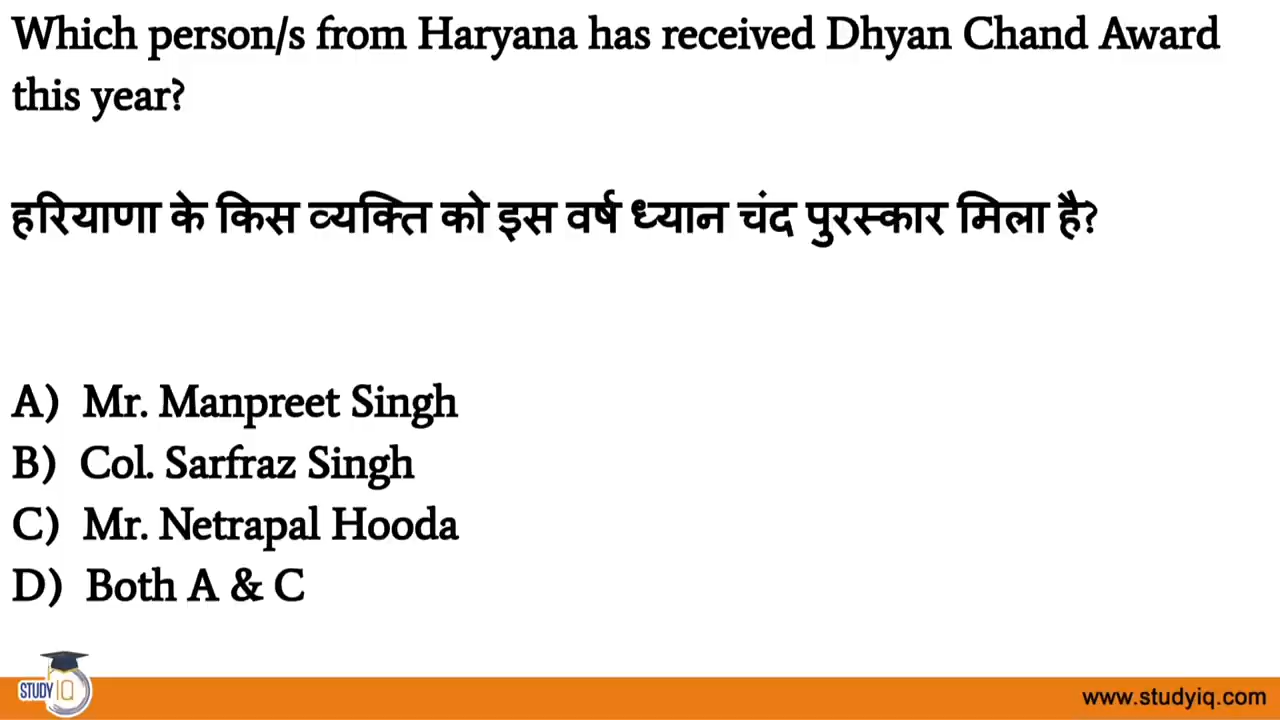 Which person/s from Haryana has received Dhyan Chand Award
this year?
हरियाणा के किस व्यक्ति को इस वर्ष ध्यान चंद पुरस्कार मिला है?
A) Mr. Manpreet Singh
B) Col. Sarfraz Singh
C) Mr. Netrapal Hooda
D) Both A & C
STUDY IQ
www.studyiq.com